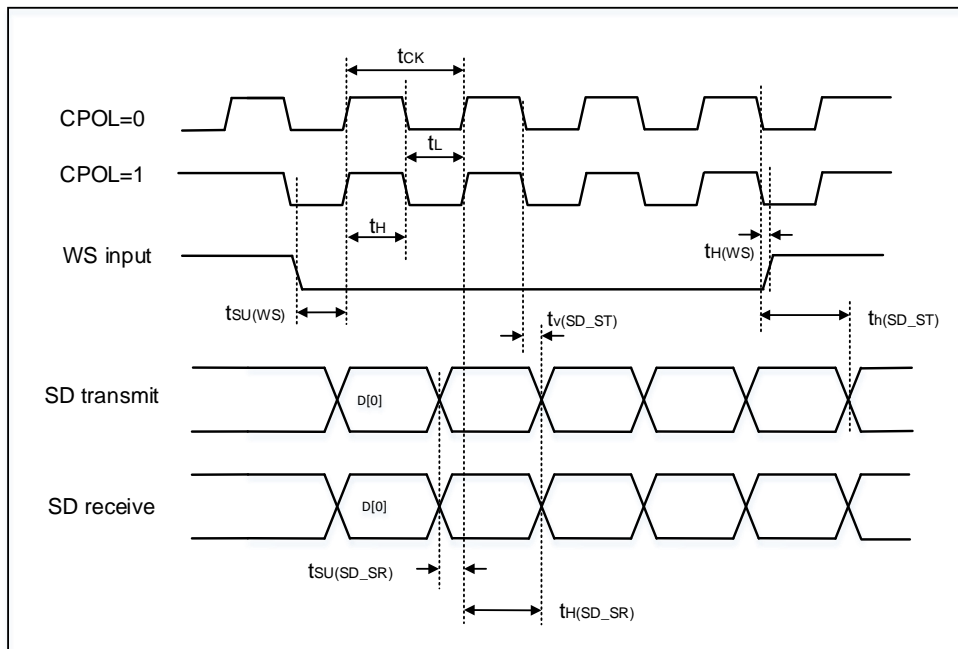 tCK
CPOL=0
tL
CPOL=1
tH
tH(WS)
WS input
tSU(WS)
tv(SD_ST)
th(SD_ST)
SD transmit
D[0]
SD receive
D[0]
tSU(SD_SR)
tH(SD_SR)